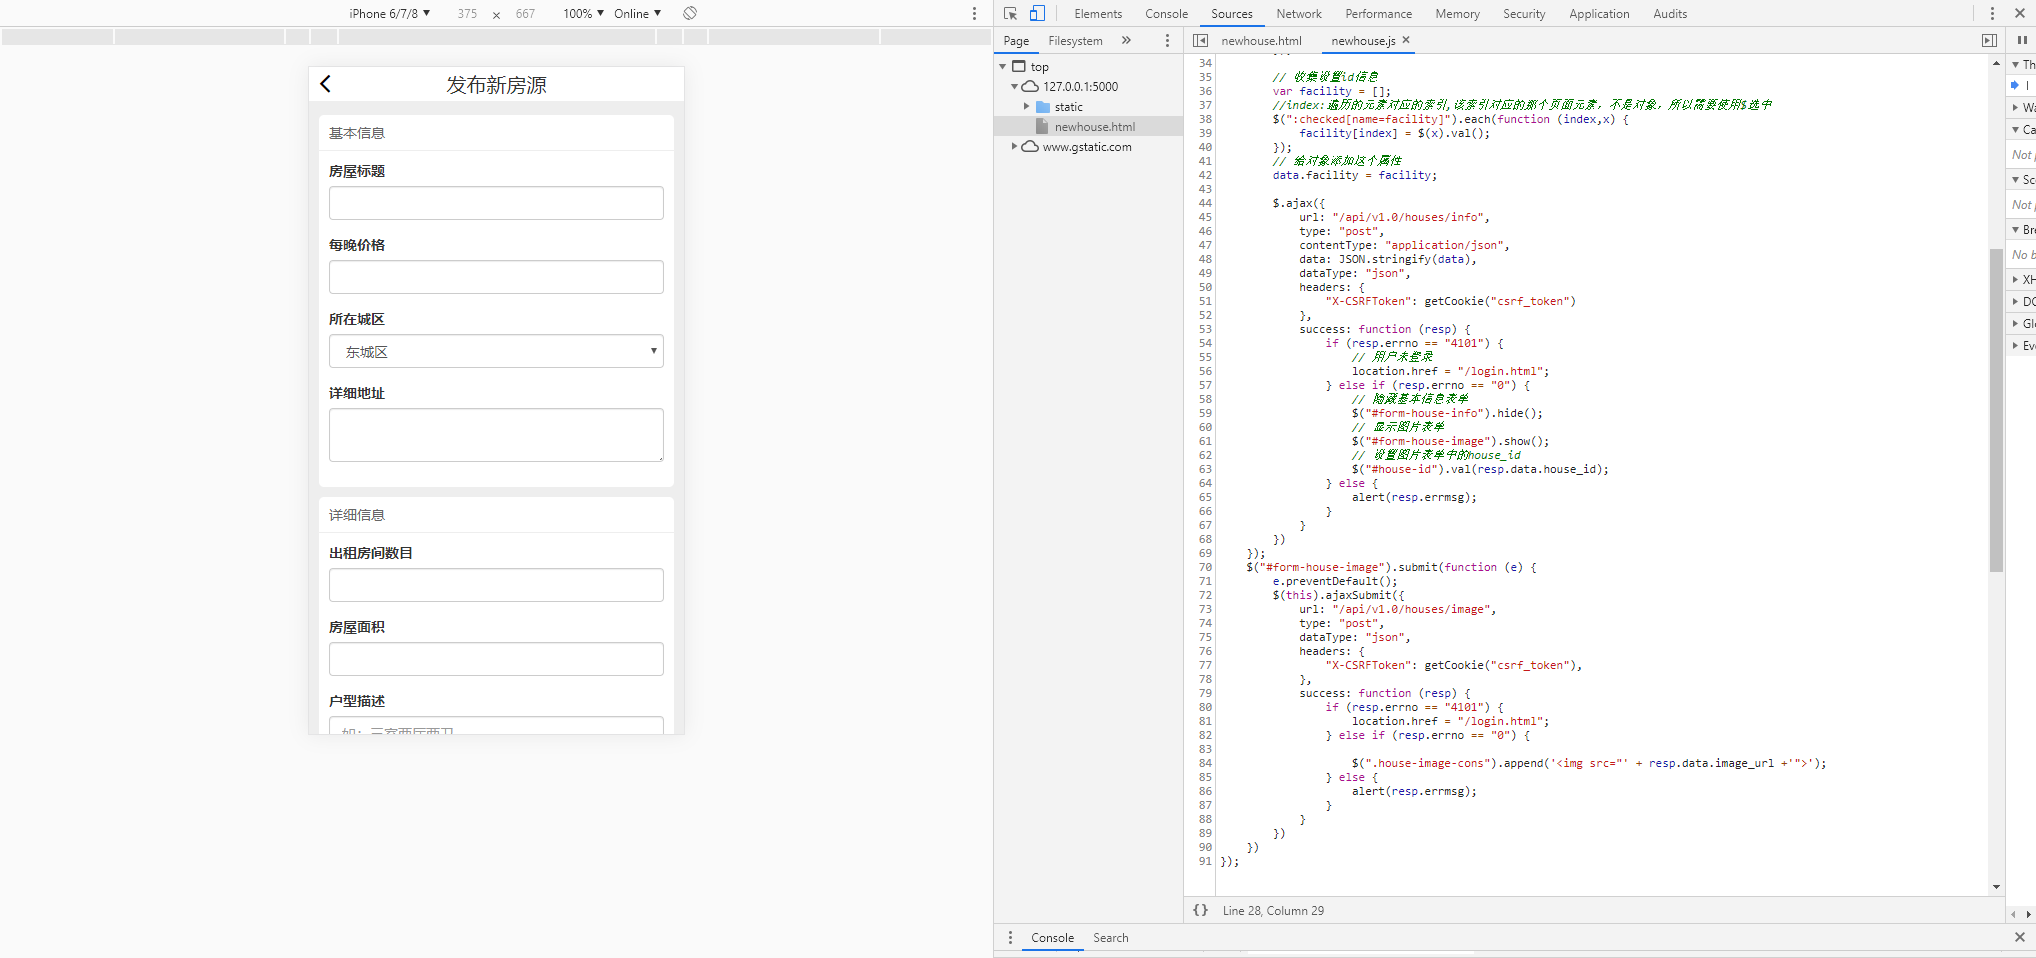 iPhone 6/7/8 ▼ 375 × 667 100% ▼ Online ▼
Elements Console Sources Network Performance Memory Security Application Audits
Page Filesystem »
newhouse.html newhouse.js ×
top
127.0.0.1:5000
static
newhouse.html
www.gstatic.com
发布新房源
基本信息
房屋标题
每晚价格
所在城区
东城区
详细地址
详细信息
出租房间数目
房屋面积
户型描述
如：三室两厅两卫
34
35 // 收集设置id信息
36 var facility = [];
37 //index:遍历的元素对应的索引,该索引对应的那个页面元素，不是对象，所以需要使用$选中
38 $(":checked[name=facility]").each(function (index,x) {
39 facility[index] = $(x).val();
40 });
41 // 给对象添加这个属性
42 data.facility = facility;
43
44 $.ajax({
45 url: "/api/v1.0/houses/info",
46 type: "post",
47 contentType: "application/json",
48 data: JSON.stringify(data),
49 dataType: "json",
50 headers: {
51 "X-CSRFToken": getCookie("csrf_token")
52 },
53 success: function (resp) {
54 if (resp.errno == "4101") {
55 // 用户未登录
56 location.href = "/login.html";
57 } else if (resp.errno == "0") {
58 // 隐藏基本信息表单
59 $("#form-house-info").hide();
60 // 显示图片表单
61 $("#form-house-image").show();
62 // 设置图片表单中的house_id
63 $("#house-id").val(resp.data.house_id);
64 } else {
65 alert(resp.errmsg);
66 }
67 }
68 })
69 });
70 $("#form-house-image").submit(function (e) {
71 e.preventDefault();
72 $(this).ajaxSubmit({
73 url: "/api/v1.0/houses/image",
74 type: "post",
75 dataType: "json",
76 headers: {
77 "X-CSRFToken": getCookie("csrf_token"),
78 },
79 success: function (resp) {
80 if (resp.errno == "4101") {
81 location.href = "/login.html";
82 } else if (resp.errno == "0") {
83
84 $(".house-image-cons").append('<img src="' + resp.data.image_url +'">');
85 } else {
86 alert(resp.errmsg);
87 }
88 }
89 })
90 })
91 });
{} Line 28, Column 29
Console Search
Th
Wa
Ca
Not
Sc
Not
Bre
No b
XH
DO
Glo
Eve